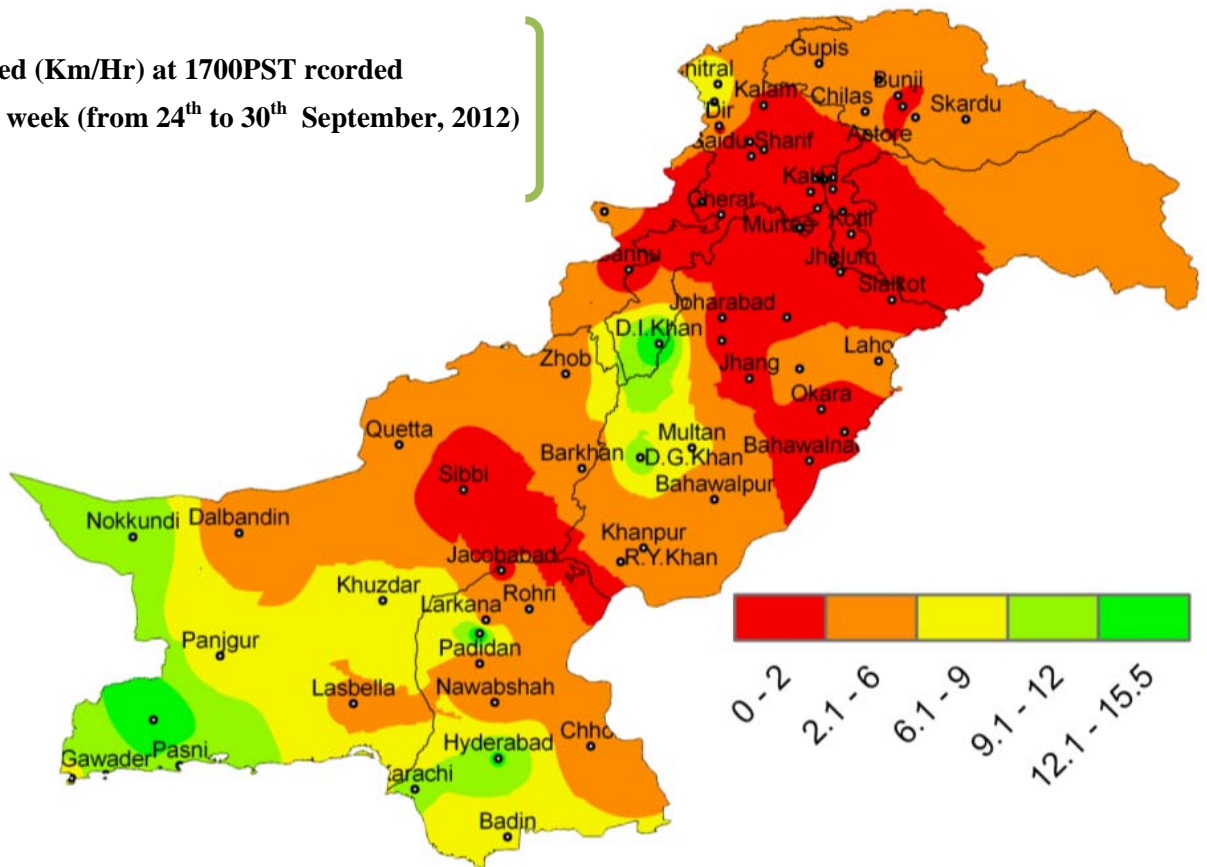 ed (Km/Hr) at 1700PST rcorded
week (from 24th to 30th September, 2012)
Gupis
nitral
Bunji
Kalam
Chilas
Skardu
Dir
Astore
Saidu Sharif
Cherat
Kotli
Jhelum
Sialkot
Joharabad
D.I.Khan
Zhob
Laho
Jhang
Okara
Quetta
Multan
Barkhan
D.G.Khan
Bahawalna
Sibbi
Bahawalpur
Nokkundi
Dalbandin
Khanpur
R.Y.Khan
Jacobabad
Khuzdar
Larkana
Rohri
Panjgur
Padidan
Lasbella
Nawabshah
Chho
Hyderabad
Gawader
Pasni
arachi
Badin
0 - 2
2.1 - 6
6.1 - 9
9.1 - 12
12.1 - 15.5